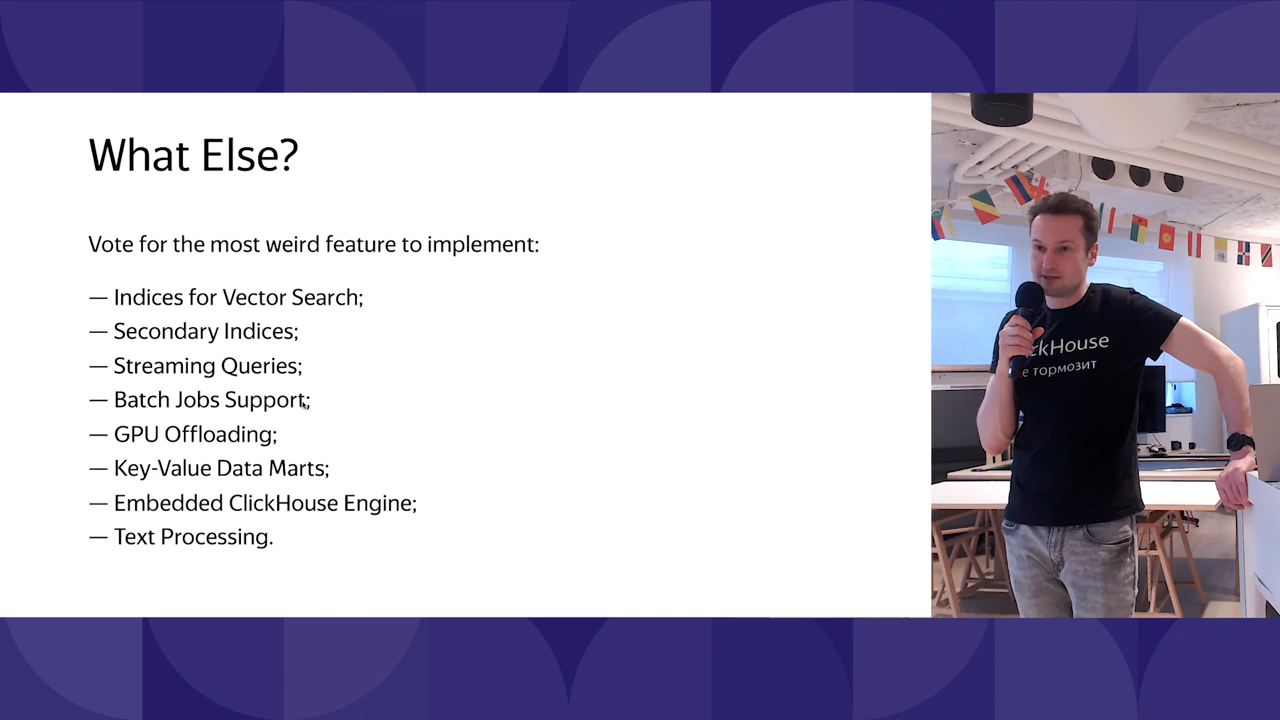 What Else?
Vote for the most weird feature to implement:
— Indices for Vector Search;
— Secondary Indices;
— Streaming Queries;
— Batch Jobs Support;
— GPU Offloading;
— Key-Value Data Marts;
— Embedded ClickHouse Engine;
— Text Processing.
ckHouse
е тормозит